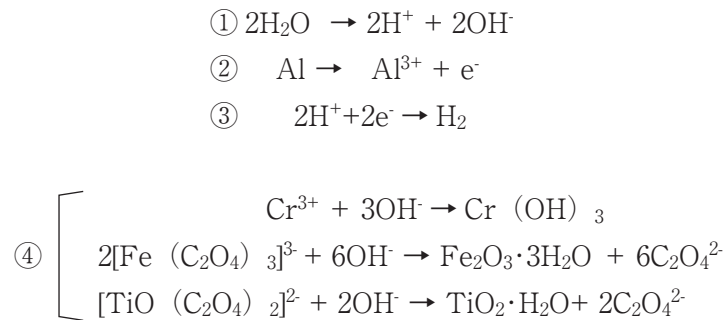 ① 2H₂O → 2H⁺ + 2OH⁻
② Al → Al³⁺ + e⁻
③ 2H⁺+2e⁻ → H₂
Cr³⁺ + 3OH⁻ → Cr (OH) ₃
④ 2[Fe (C₂O₄) ₃]³⁻ + 6OH⁻ → Fe₂O₃·3H₂O + 6C₂O₄²⁻
[TiO (C₂O₄) ₂]²⁻ + 2OH⁻ → TiO₂·H₂O+ 2C₂O₄²⁻